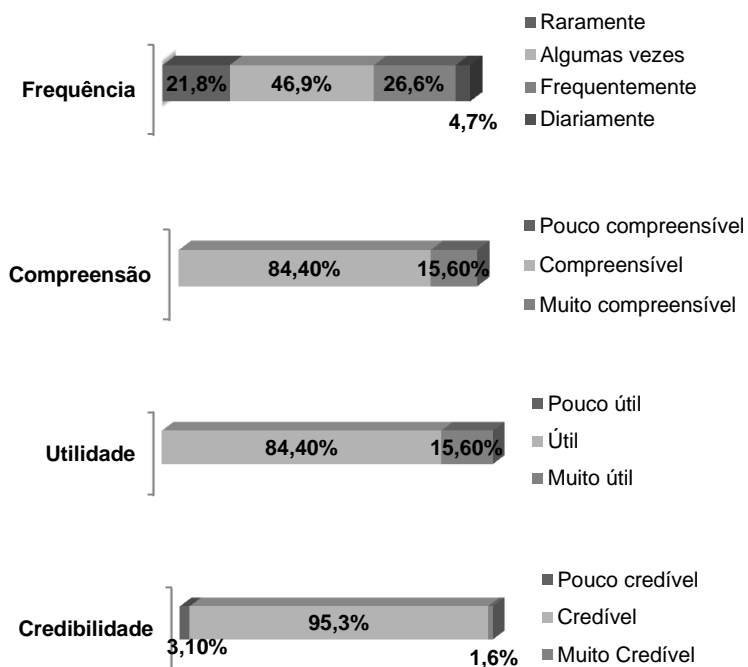 Frequência
21,8% 46,9% 26,6%
4,7%
Raramente
Algumas vezes
Frequentemente
Diariamente
Compreensão
84,40% 15,60%
Pouco compreensível
Compreensível
Muito compreensível
Utilidade
84,40% 15,60%
Pouco útil
Útil
Muito útil
Credibilidade
3,10% 95,3% 1,6%
Pouco credível
Credível
Muito Credível